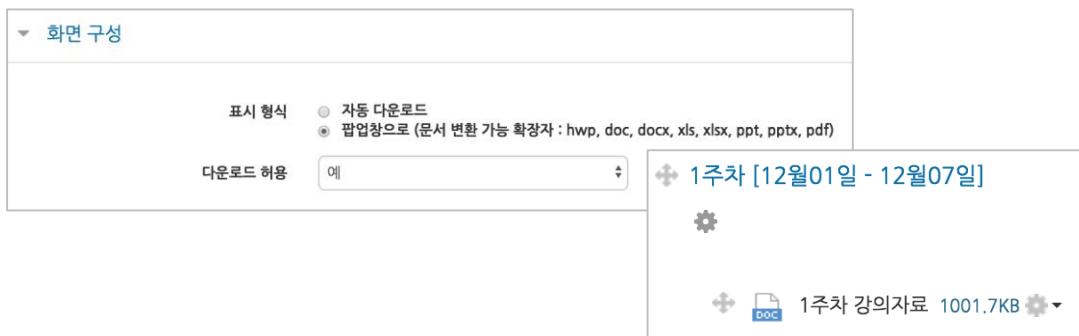 화면 구성
표시 형식
자동 다운로드
팝업창으로 (문서 변환 가능 확장자 : hwp, doc, docx, xls, xlsx, ppt, pptx, pdf)
다운로드 허용
예
1주차 [12월01일 - 12월07일]
DOC
1주차 강의자료 1001.7KB